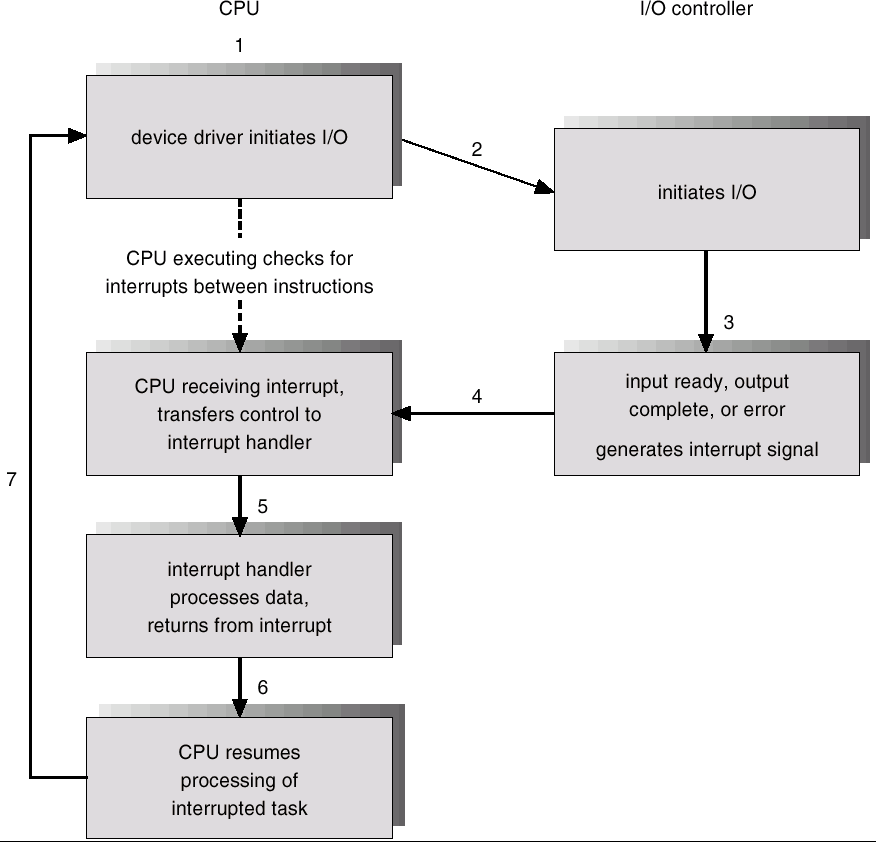 CPU
I/O controller
1
device driver initiates I/O
2
initiates I/O
CPU executing checks for
interrupts between instructions
3
CPU receiving interrupt,
transfers control to
interrupt handler
4
input ready, output
complete, or error
generates interrupt signal
7
5
interrupt handler
processes data,
returns from interrupt
6
CPU resumes
processing of
interrupted task